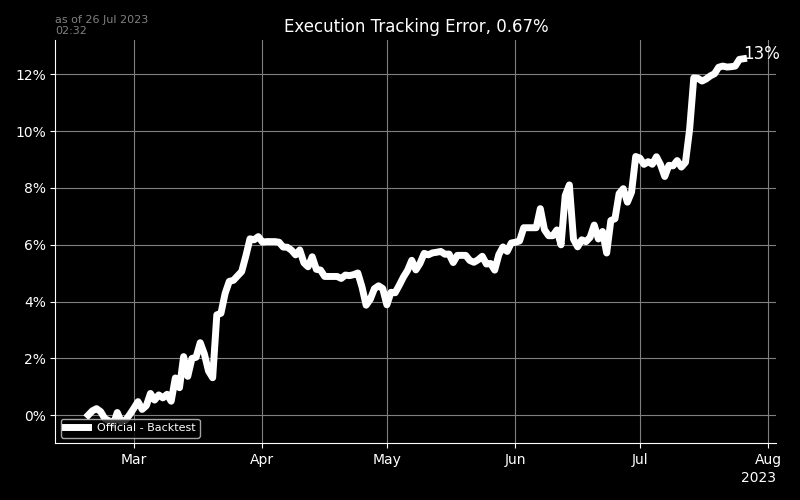 as of 26 Jul 2023
02:32
Execution Tracking Error, 0.67%
13%
12%
10%
8%
6%
4%
2%
0%
Official - Backtest
Mar Apr May Jun Jul Aug
2023